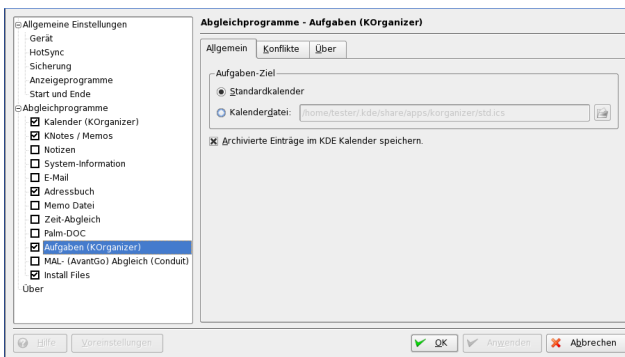 Allgemeine Einstellungen
Gerät
HotSync
Sicherung
Anzeigeprogramme
Start und Ende
Abgleichprogramme
Kalender (KOrganizer)
KNotes / Memos
Notizen
System-Information
E-Mail
Adressbuch
Memo Datei
Zeit-Abgleich
Palm-DOC
Aufgaben (KOrganizer)
MAL- (AvantGo) Abgleich (Conduit)
Install Files
Über
Abgleichprogramme - Aufgaben (KOrganizer)
Allgemein Konflikte Über
Aufgaben-Ziel
Standardkalender
Kalenderdatei: /home/tester/.kde/share/apps/korganizer/std.ics
Archivierte Einträge im KDE Kalender speichern.
Hilfe Voreinstellungen OK Anwenden Abbrechen